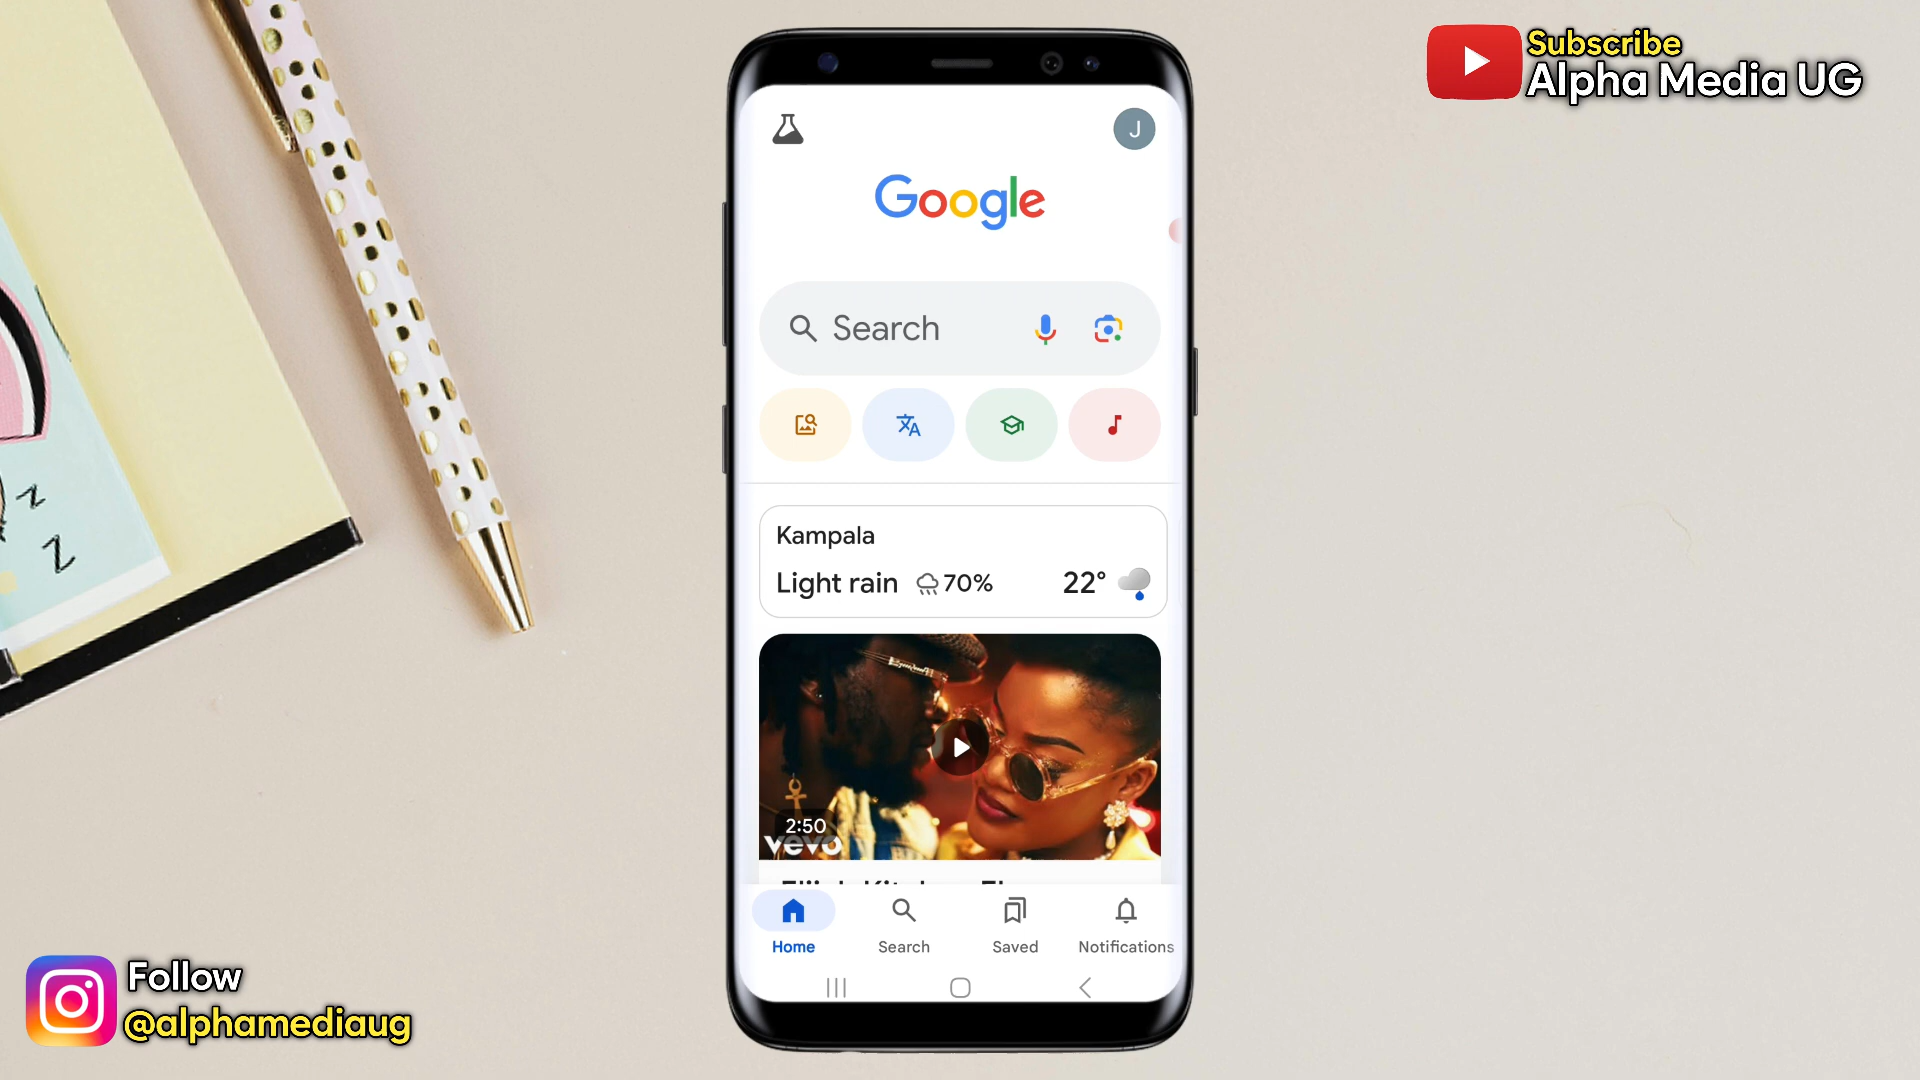 Subscribe
Alpha Media UG
J
Google
Search
Kampala
Light rain 70% 22°
2:50
vevo
Home Search Saved Notifications
Follow
@alphamediaug
Z
Z